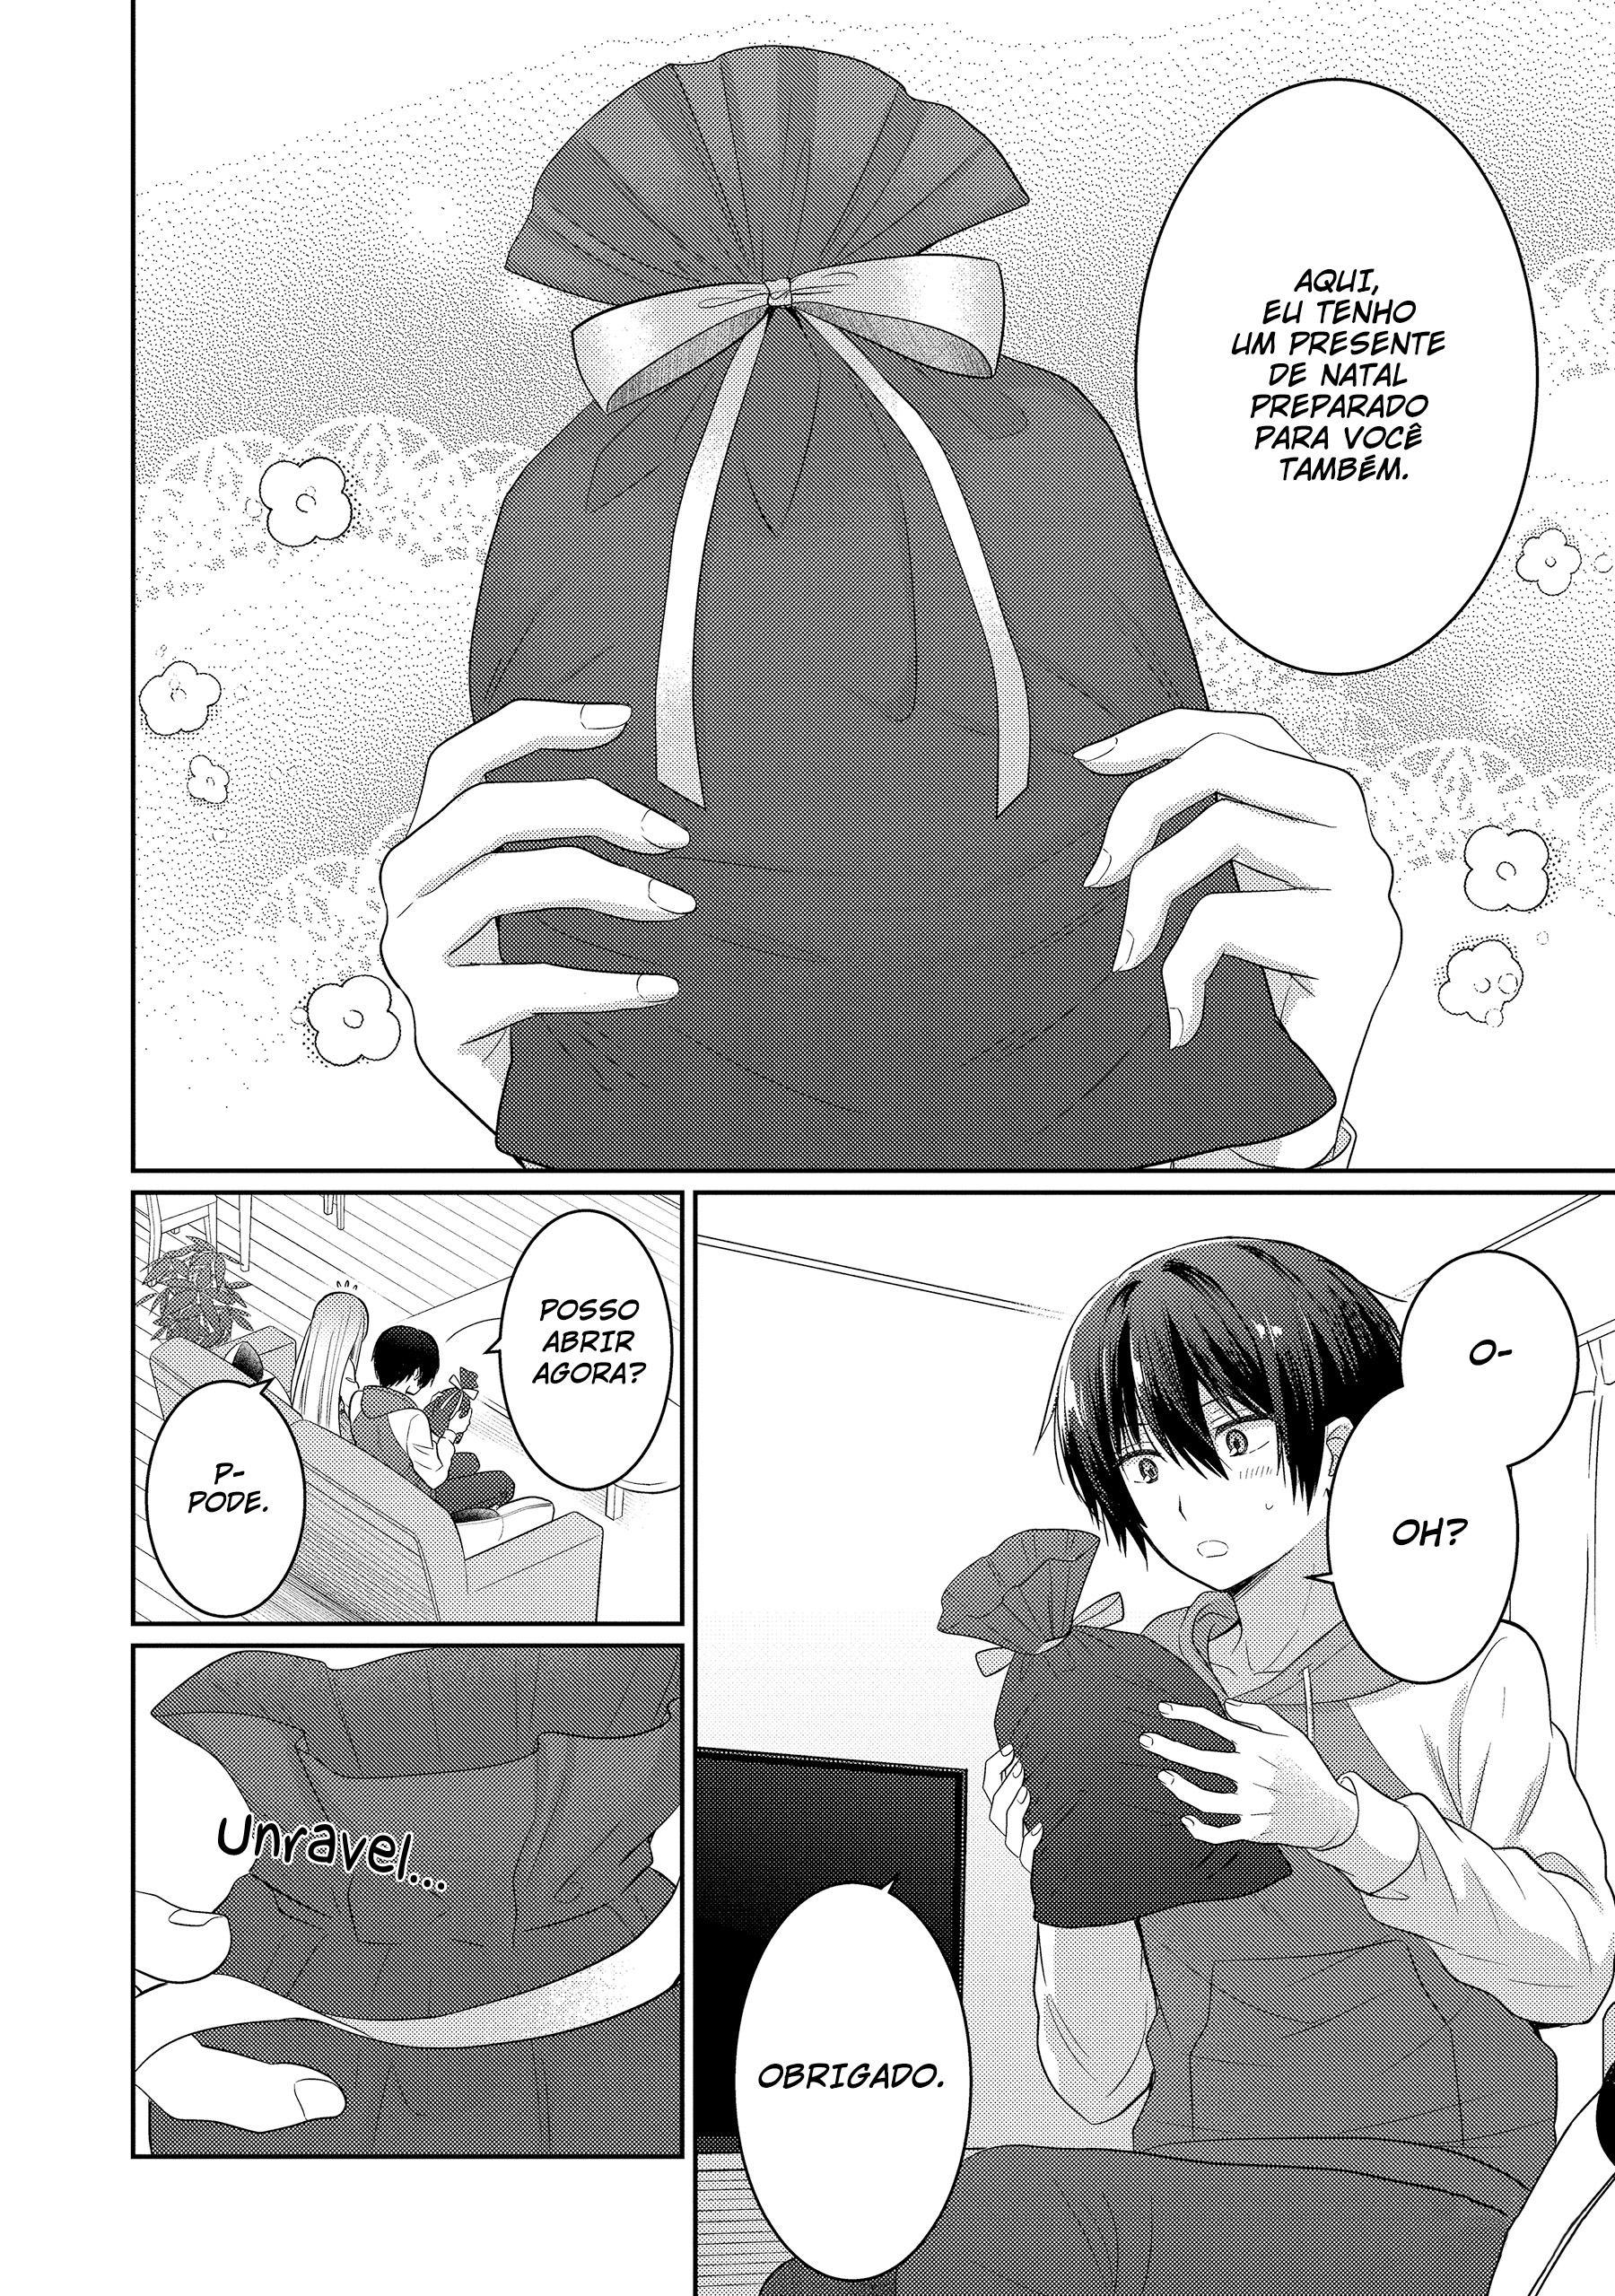 AQUI,
EU TENHO
UM PRESENTE
DE NATAL
PREPARADO
PARA VOCÊ
TAMBÉM.
O-
OH?
OBRIGADO.
POSSO
ABRIR
AGORA?
P-
PODE.
Unravel...